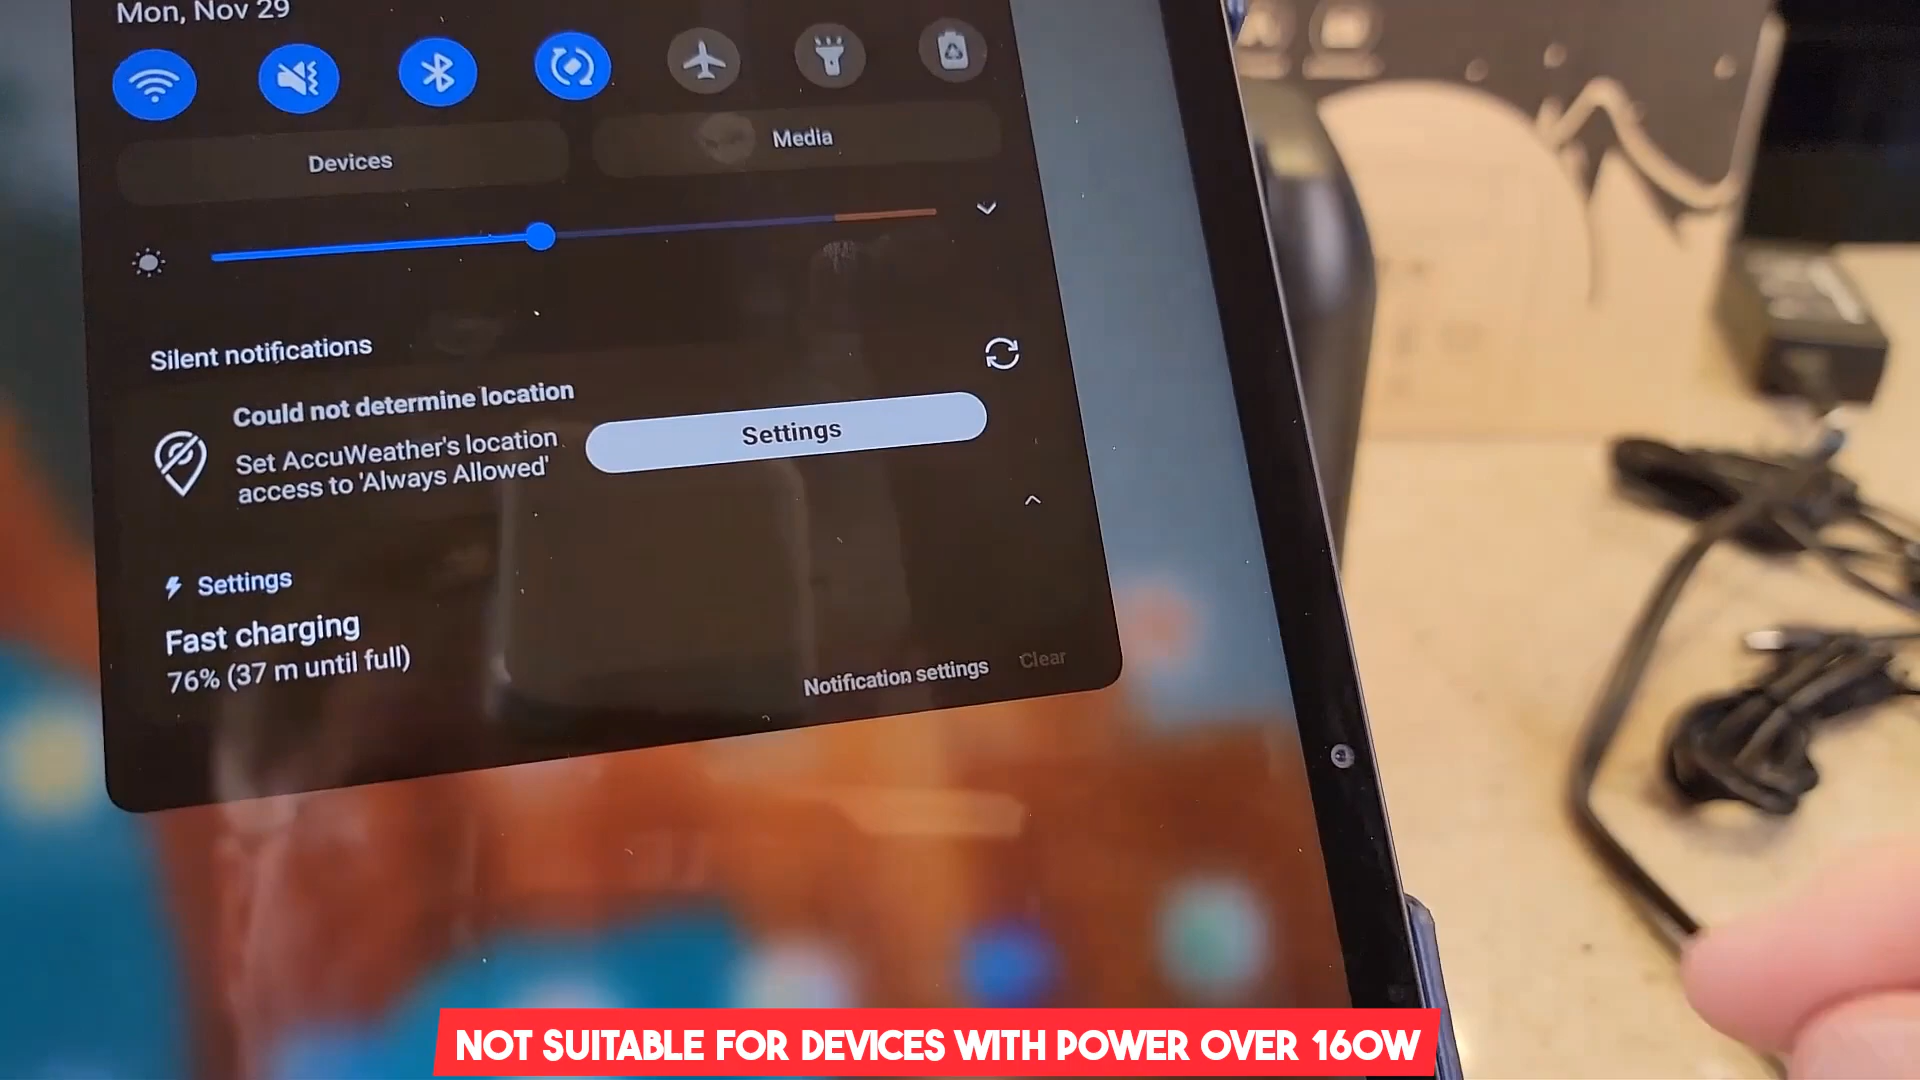 Mon, Nov 29
Devices
Media
Silent notifications
Could not determine location
Set AccuWeather's location
access to 'Always Allowed'
Settings
Settings
Fast charging
76% (37 m until full)
Notification settings
Clear
NOT SUITABLE FOR DEVICES WITH POWER OVER 160W